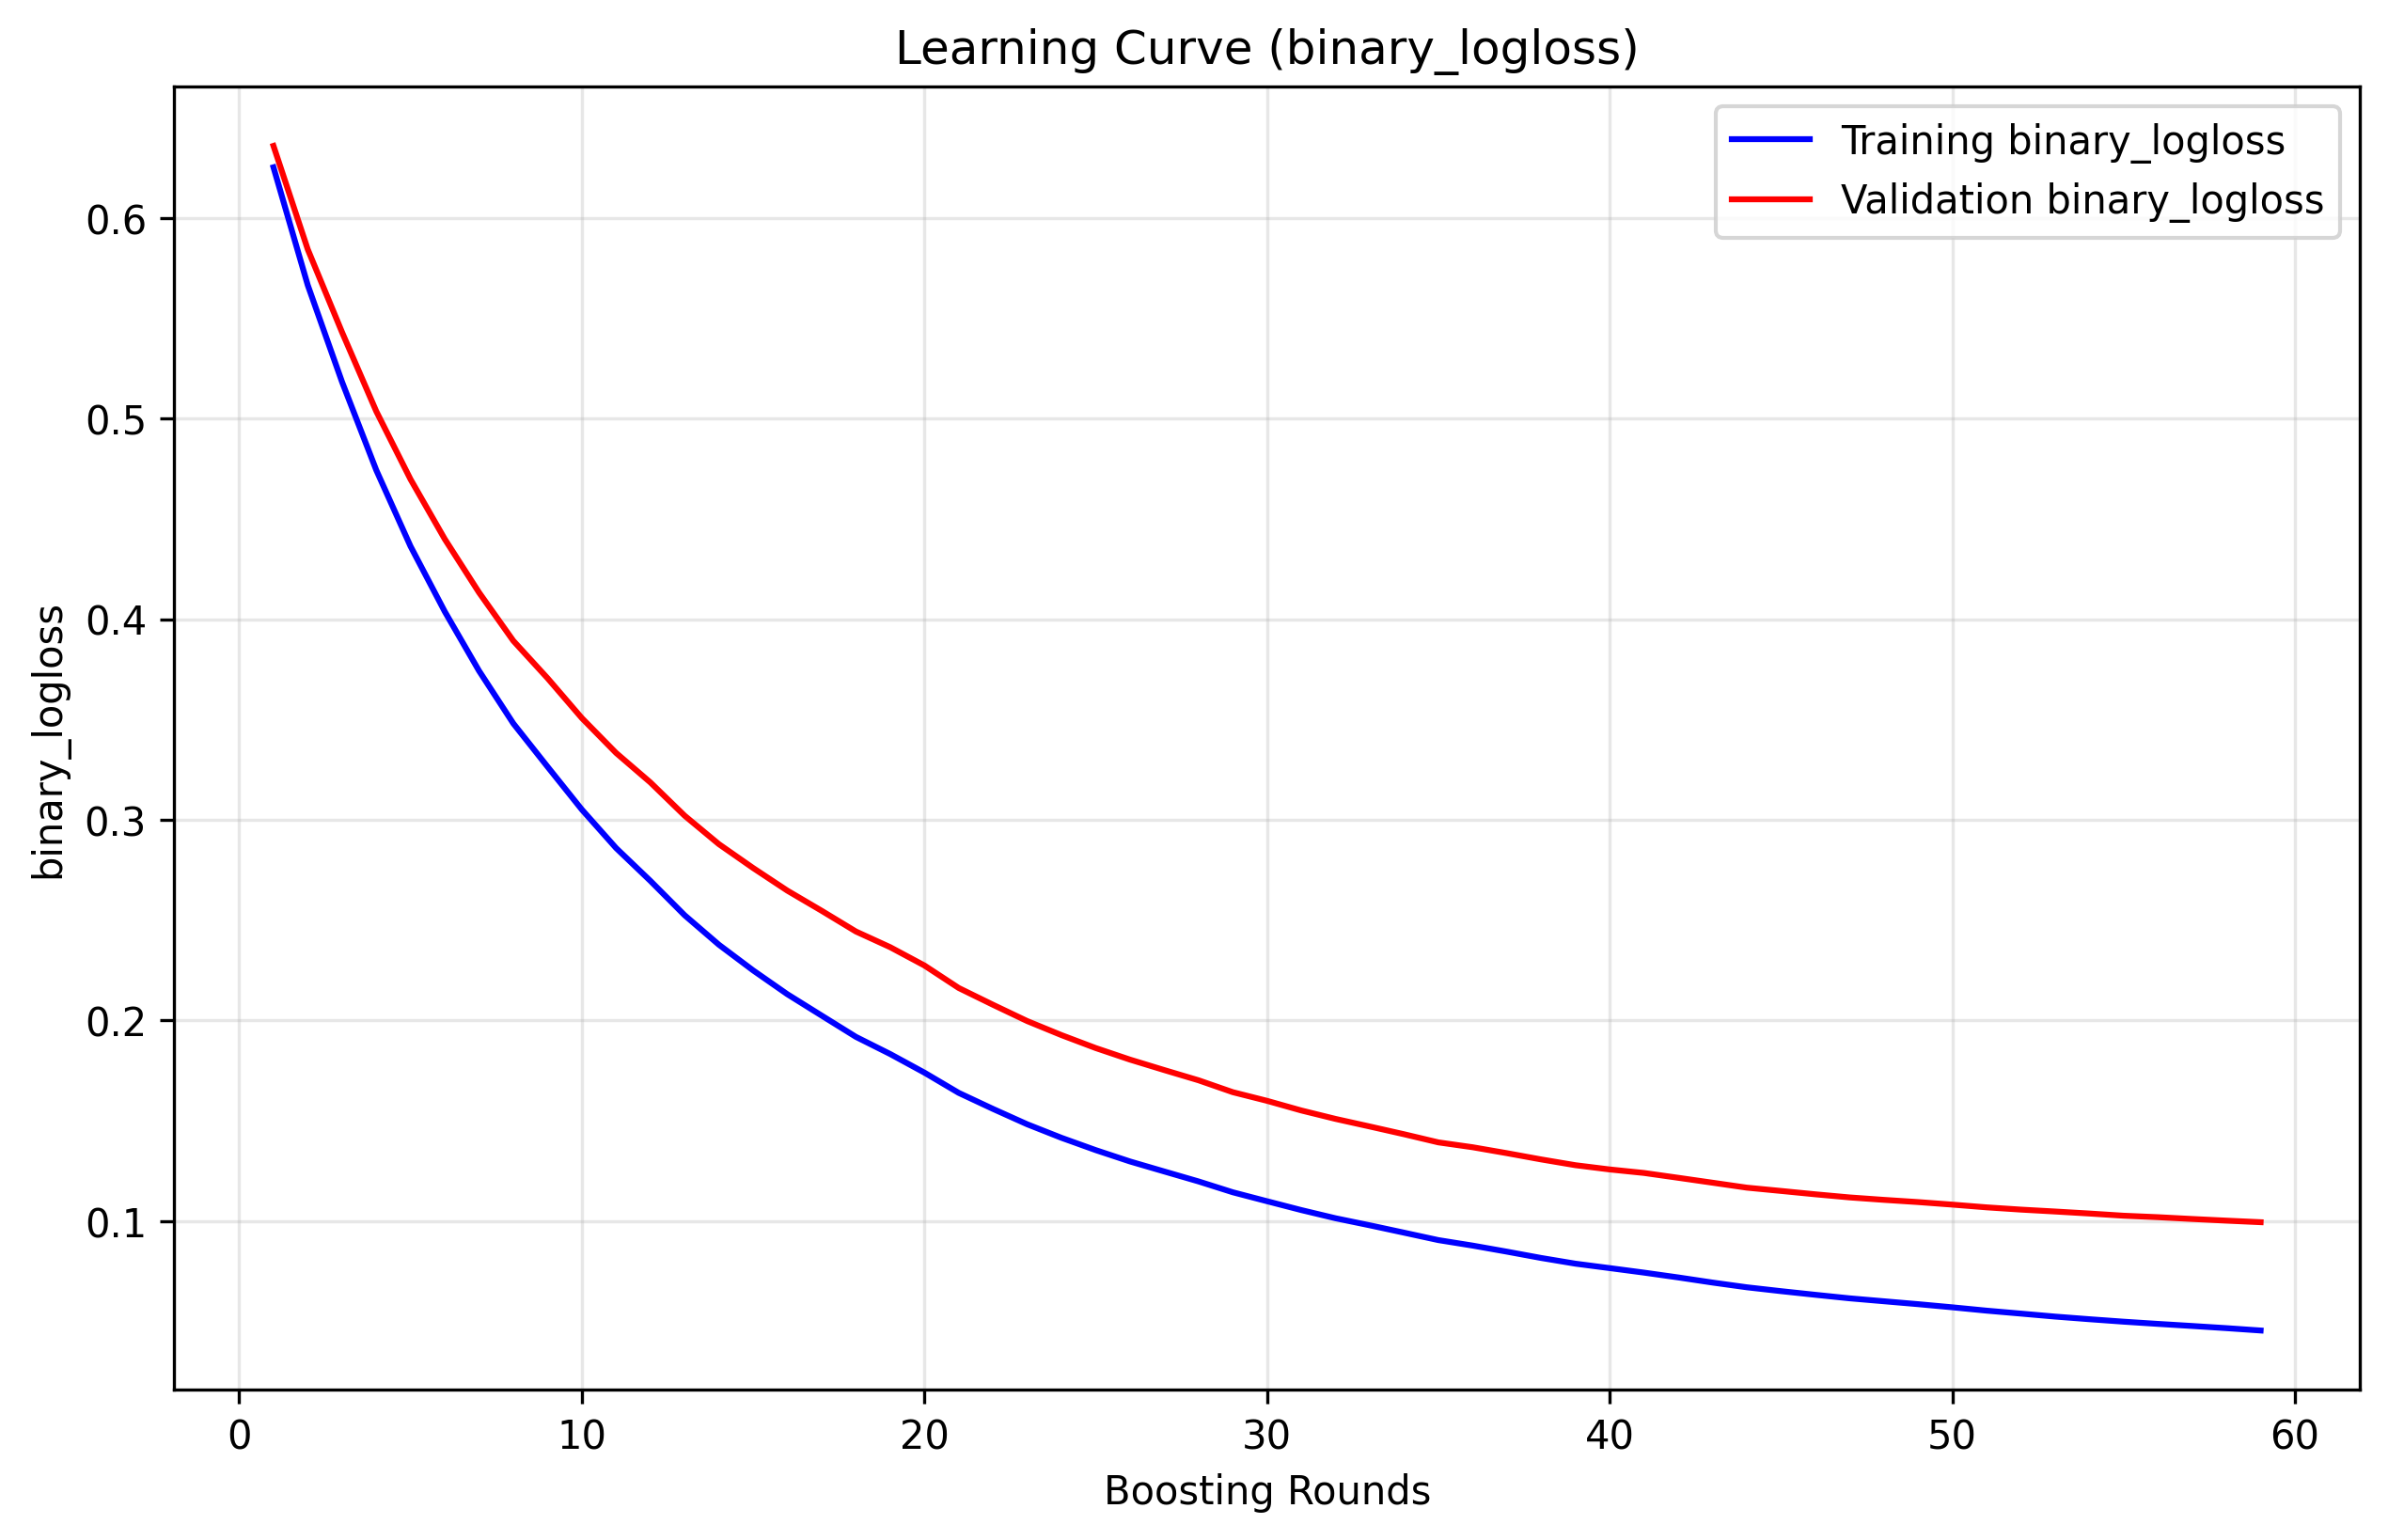 Learning Curve (binary_logloss)
Training binary_logloss
Validation binary_logloss
binary_logloss
0.6
0.5
0.4
0.3
0.2
0.1
0 10 20 30 40 50 60
Boosting Rounds